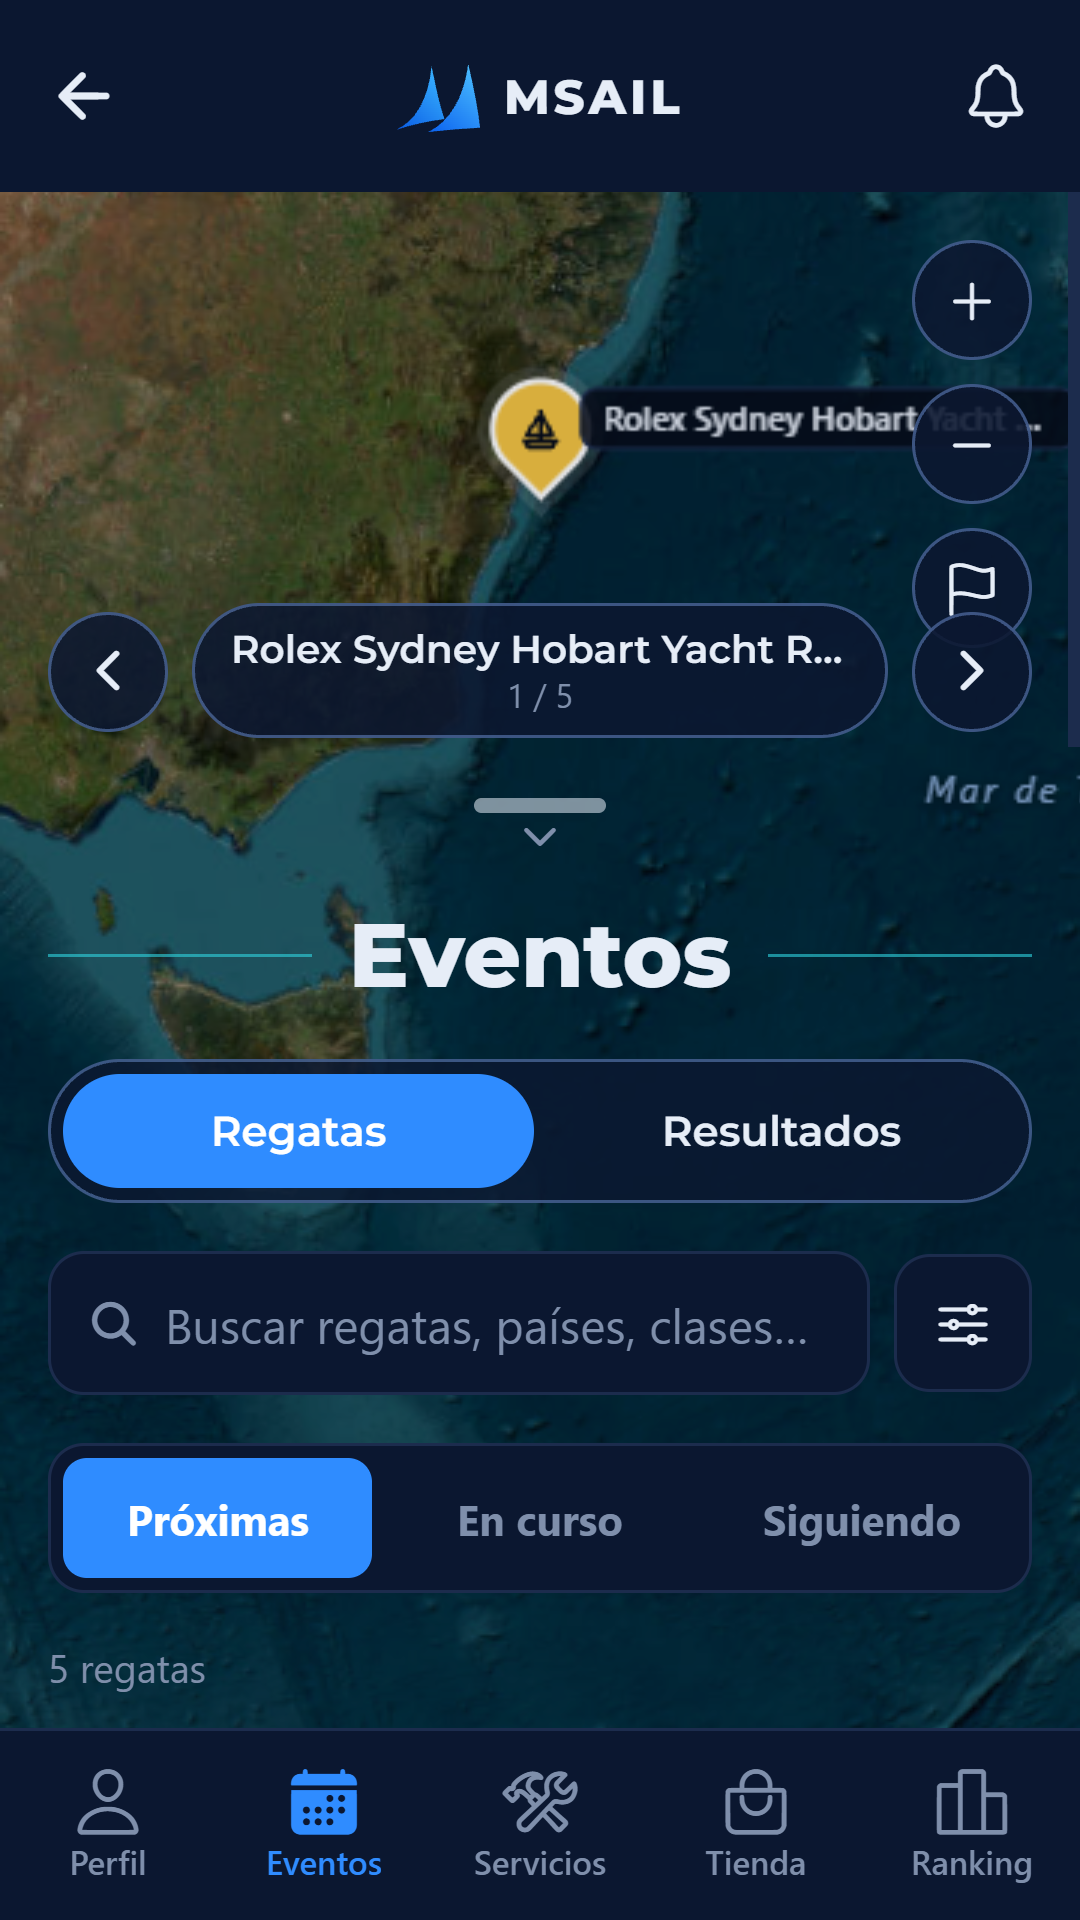 MSAIL
Rolex Sydney Hobart Yacht ...
Rolex Sydney Hobart Yacht R...
1 / 5
Mar de
Eventos
Regatas
Resultados
Buscar regatas, países, clases...
Próximas
En curso
Siguiendo
5 regatas
Perfil
Eventos
Servicios
Tienda
Ranking